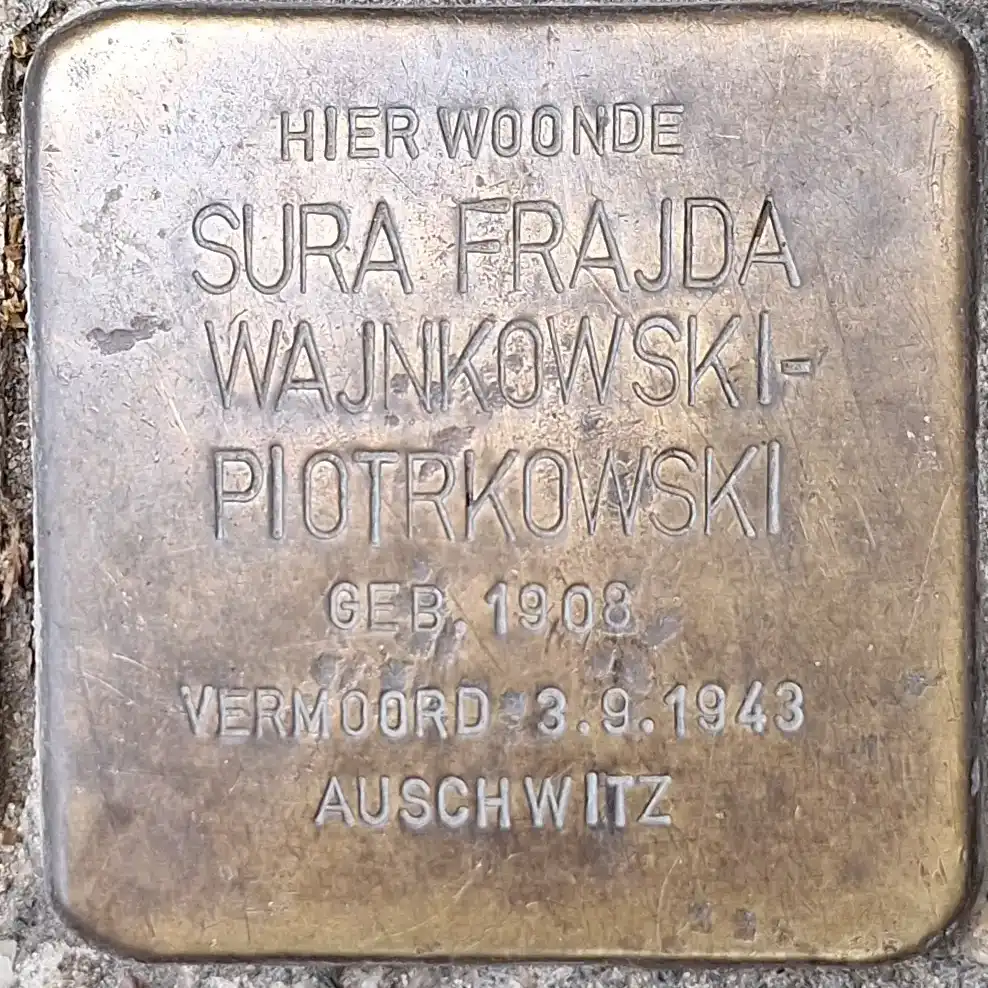 HIER WOONDE
SURA FRAJDA
WAJNKOWSKI-
PIOTRKOWSKI
GEB. 1908
VERMOORD 3.9.1943
AUSCHWITZ